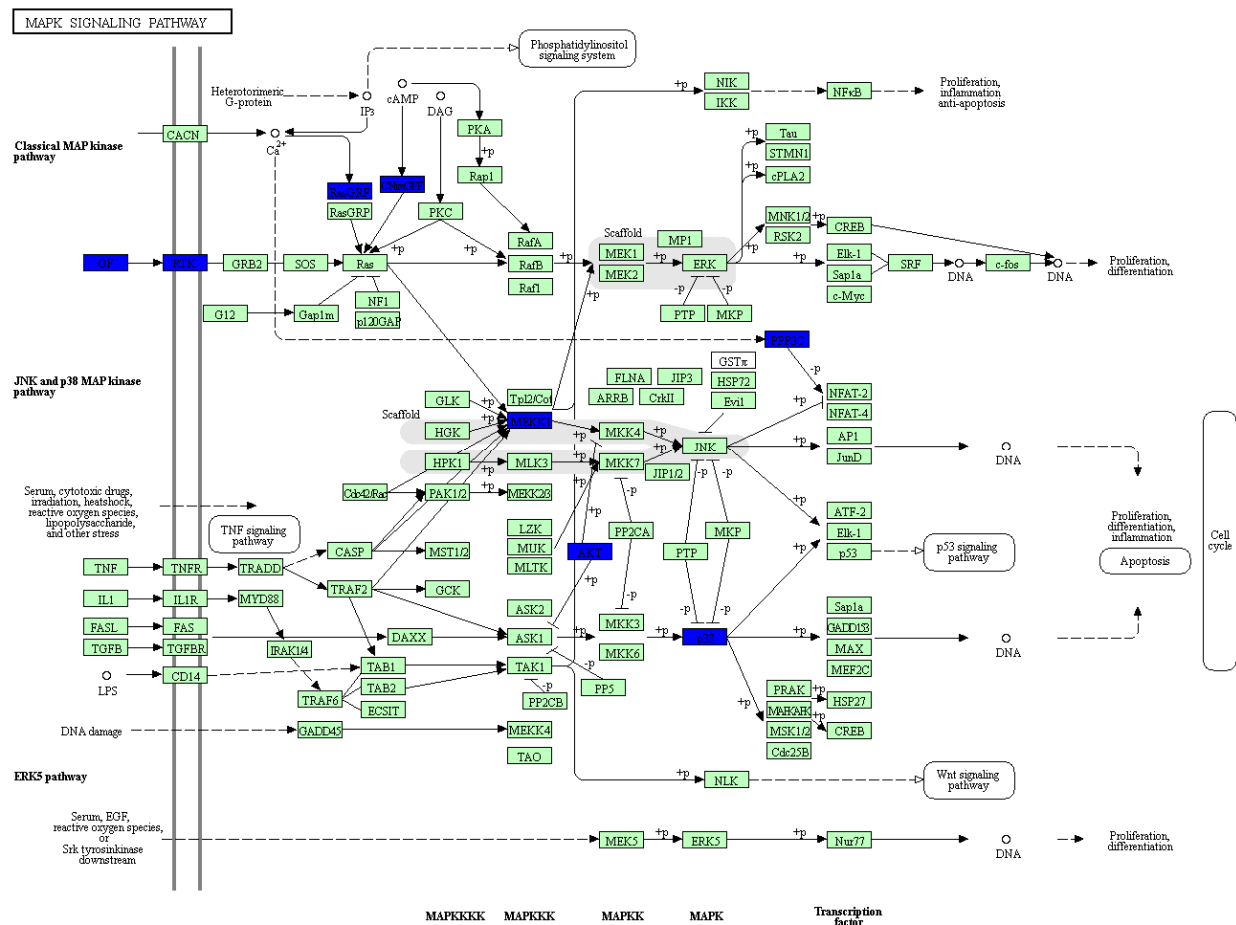 MAPK SIGNALING PATHWAY
Phosphatidylinositol
signaling system
Heterotorimeric
G-protein
IP3
cAMP
DAG
NIK
IKK
+p
NFκB
Proliferation,
inflammation
anti-apoptosis
CACN
Ca2+
PKA
+p
Rap1
Tau
STMN1
cPLA2
+p
Classical MAP kinase
pathway
RasGRF
CNrasGEF
RasGRP
PKC
Scaffold
MP1
MNK1/2
RSK2
+p
CREB
GF
RTK
GRB2
SOS
Ras
+p
+p
RafA
RafB
Raf1
+p
MEK1
MEK2
+p
ERK
+p
+p
+p
Elk-1
Sap1a
c-Myc
SRF
DNA
c-fos
DNA
Proliferation,
differentiation
G12
Gap1m
NF1
p120GAP
+p
-p
-p
PTP
MKP
PPP3C
-p
JNK and p38 MAP kinase
pathway
GSTπ
HSP72
Evi1
FLNA
JIP3
ARRB
CrkII
NFAT-2
NFAT-4
GLK
HGK
Tpl2/Cot
MEKK1
Scaffold
+p
+p
+p
+p
MKK4
+p
JNK
+p
AP1
JunD
DNA
HPK1
+p
MLK3
+p
MKK7
+p
JIP1/2
Cdc42/Rac
PAK1/2
+p
MEKK2/3
Serum, cytotoxic drugs,
irradiation, heatshock,
reactive oxygen species,
lipopolysaccharide,
and other stress
TNF signaling
pathway
LZK
MUK
MLTK
+p
AKT
+p
-p
PP2CA
-p
-p
PTP
MKP
+p
+p
ATF-2
Elk-1
p53
p53 signaling
pathway
Proliferation,
differentiation,
inflammation
Apoptosis
Cell
cycle
CASP
MST1/2
TNF
TNFR
TRADD
TRAF2
GCK
IL1
IL1R
MYD88
ASK2
ASK1
+p
MKK3
MKK6
-p
-p
-p
+p
p38
+p
Sap1a
GADD153
MAX
MEF2C
DNA
FASL
FAS
DAXX
TGFB
TGFBR
IRAK1/4
TAB1
TAK1
-p
LPS
CD14
TAB2
-p
PP5
PP2CB
TRAF6
ECSIT
PRAK
MAPKAPK
MSK1/2
Cdc25B
+p
+p
+p
HSP27
CREB
DNA damage
GADD45
MEKK4
TAO
ERK5 pathway
+p
NLK
Wnt signaling
pathway
Serum, EGF,
reactive oxygen species,
or
Srk tyrosinkinase
downstream
MEK5
+p
ERK5
+p
Nur77
DNA
Proliferation,
differentiation
MAPKKKK
MAPKKK
MAPKK
MAPK
Transcription
factor